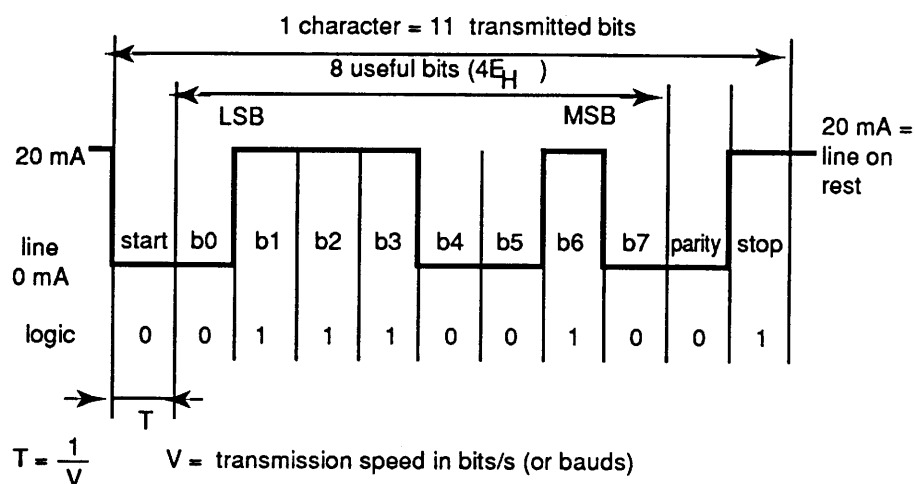 1 character = 11 transmitted bits
8 useful bits (4EH )
LSB MSB
20 mA
20 mA =
line on
rest
line
0 mA
start b0 b1 b2 b3 b4 b5 b6 b7 parity stop
logic 0 0 1 1 1 0 0 1 0 0 1
T
T = 1/V V = transmission speed in bits/s (or bauds)